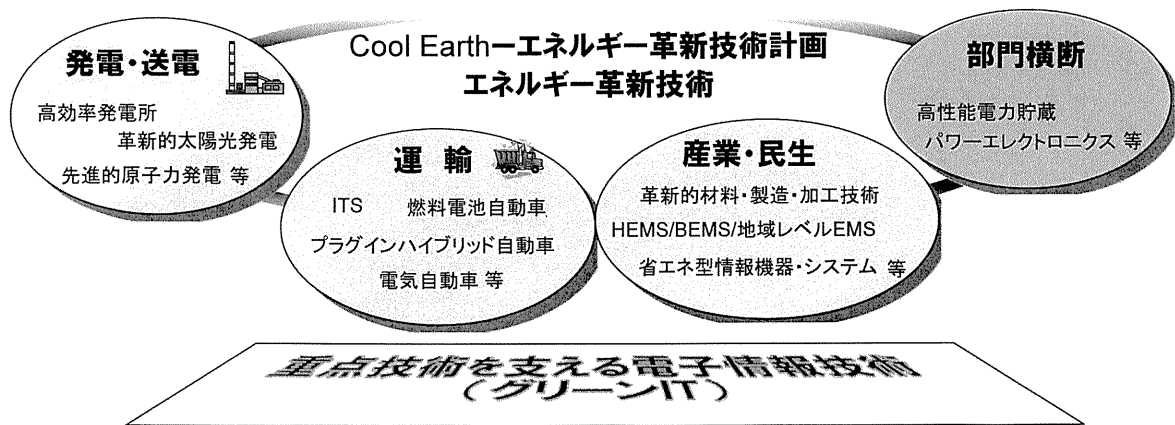 Cool Earthーエネルギー革新技術計画
エネルギー革新技術
発電・送電
高効率発電所
革新的太陽光発電
先進的原子力発電 等
運 輸
ITS 燃料電池自動車
プラグインハイブリッド自動車
電気自動車 等
産業・民生
革新的材料・製造・加工技術
HEMS/BEMS/地域レベルEMS
省エネ型情報機器・システム 等
部門横断
高性能電力貯蔵
パワーエレクトロニクス 等
重点技術を支える電子情報技術
（グリーンIT）